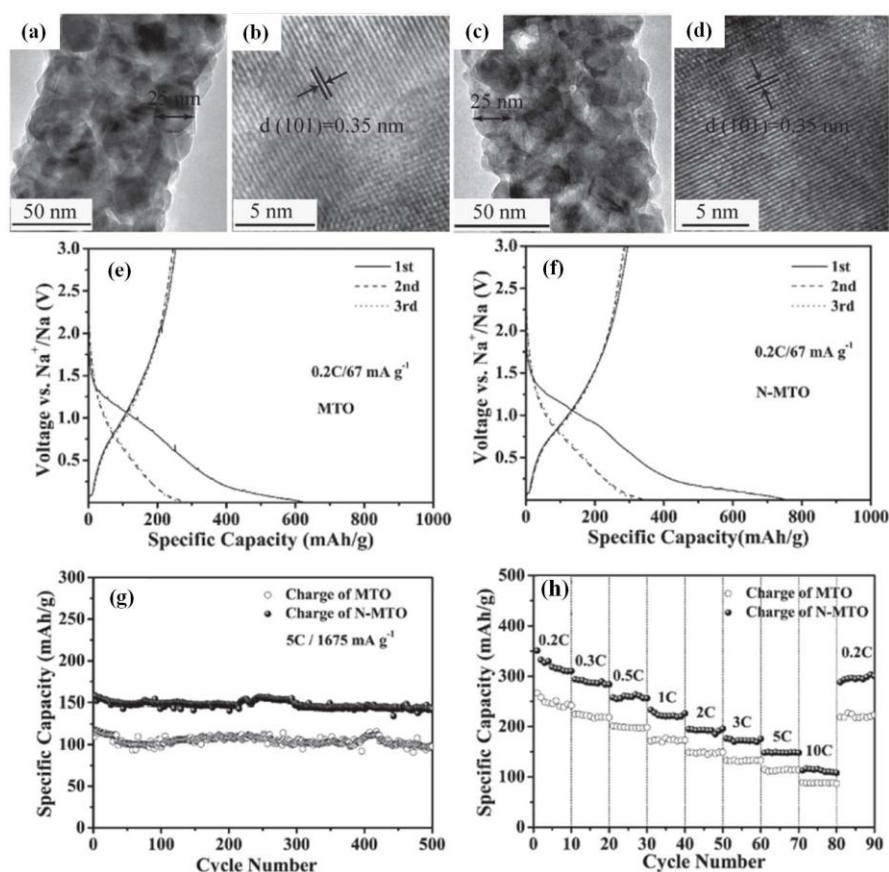 (a)
25 nm
50 nm
(b)
d (101)=0.35 nm
5 nm
(c)
25 nm
50 nm
(d)
d (101)=0.35 nm
5 nm
Voltage vs. Na⁺/Na (V)
3.0
2.5
2.0
1.5
1.0
0.5
(e)
1st
2nd
3rd
0.2C/67 mA g⁻¹
MTO
0 200 400 600 800 1000
Specific Capacity (mAh/g)
Voltage vs. Na⁺/Na (V)
3.0
2.5
2.0
1.5
1.0
0.5
(f)
1st
2nd
3rd
0.2C/67 mA g⁻¹
N-MTO
0 200 400 600 800 1000
Specific Capacity(mAh/g)
Specific Capacity (mAh/g)
300
250
200
150
100
50
0
(g)
Charge of MTO
Charge of N-MTO
5C / 1675 mA g⁻¹
0 100 200 300 400 500
Cycle Number
Specific Capacity (mAh/g)
500
400
300
200
100
0
(h)
Charge of MTO
Charge of N-MTO
0.2C
0.3C
0.5C
1C
2C
3C
5C
10C
0.2C
0 10 20 30 40 50 60 70 80 90
Cycle Number